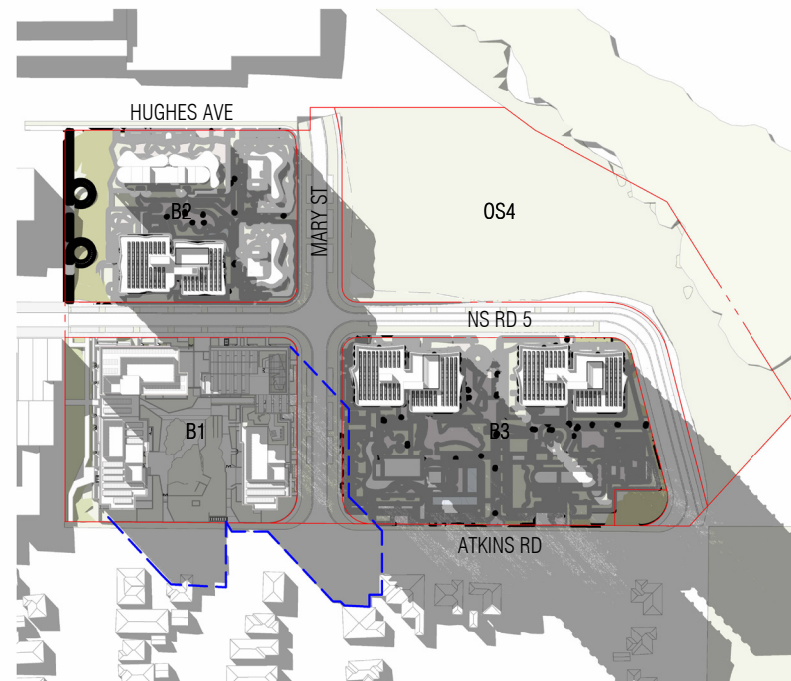 HUGHES AVE
B2
MARY ST
OS4
NS RD 5
B1
B3
ATKINS RD